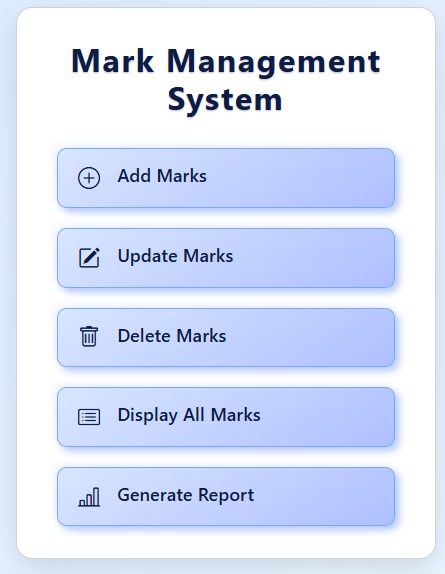 Mark Management
System
Add Marks
Update Marks
Delete Marks
Display All Marks
Generate Report